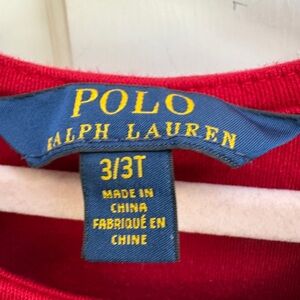 POLO
RALPH LAUREN
3/3T
MADE IN
CHINA
FABRIQUÉ EN
CHINE